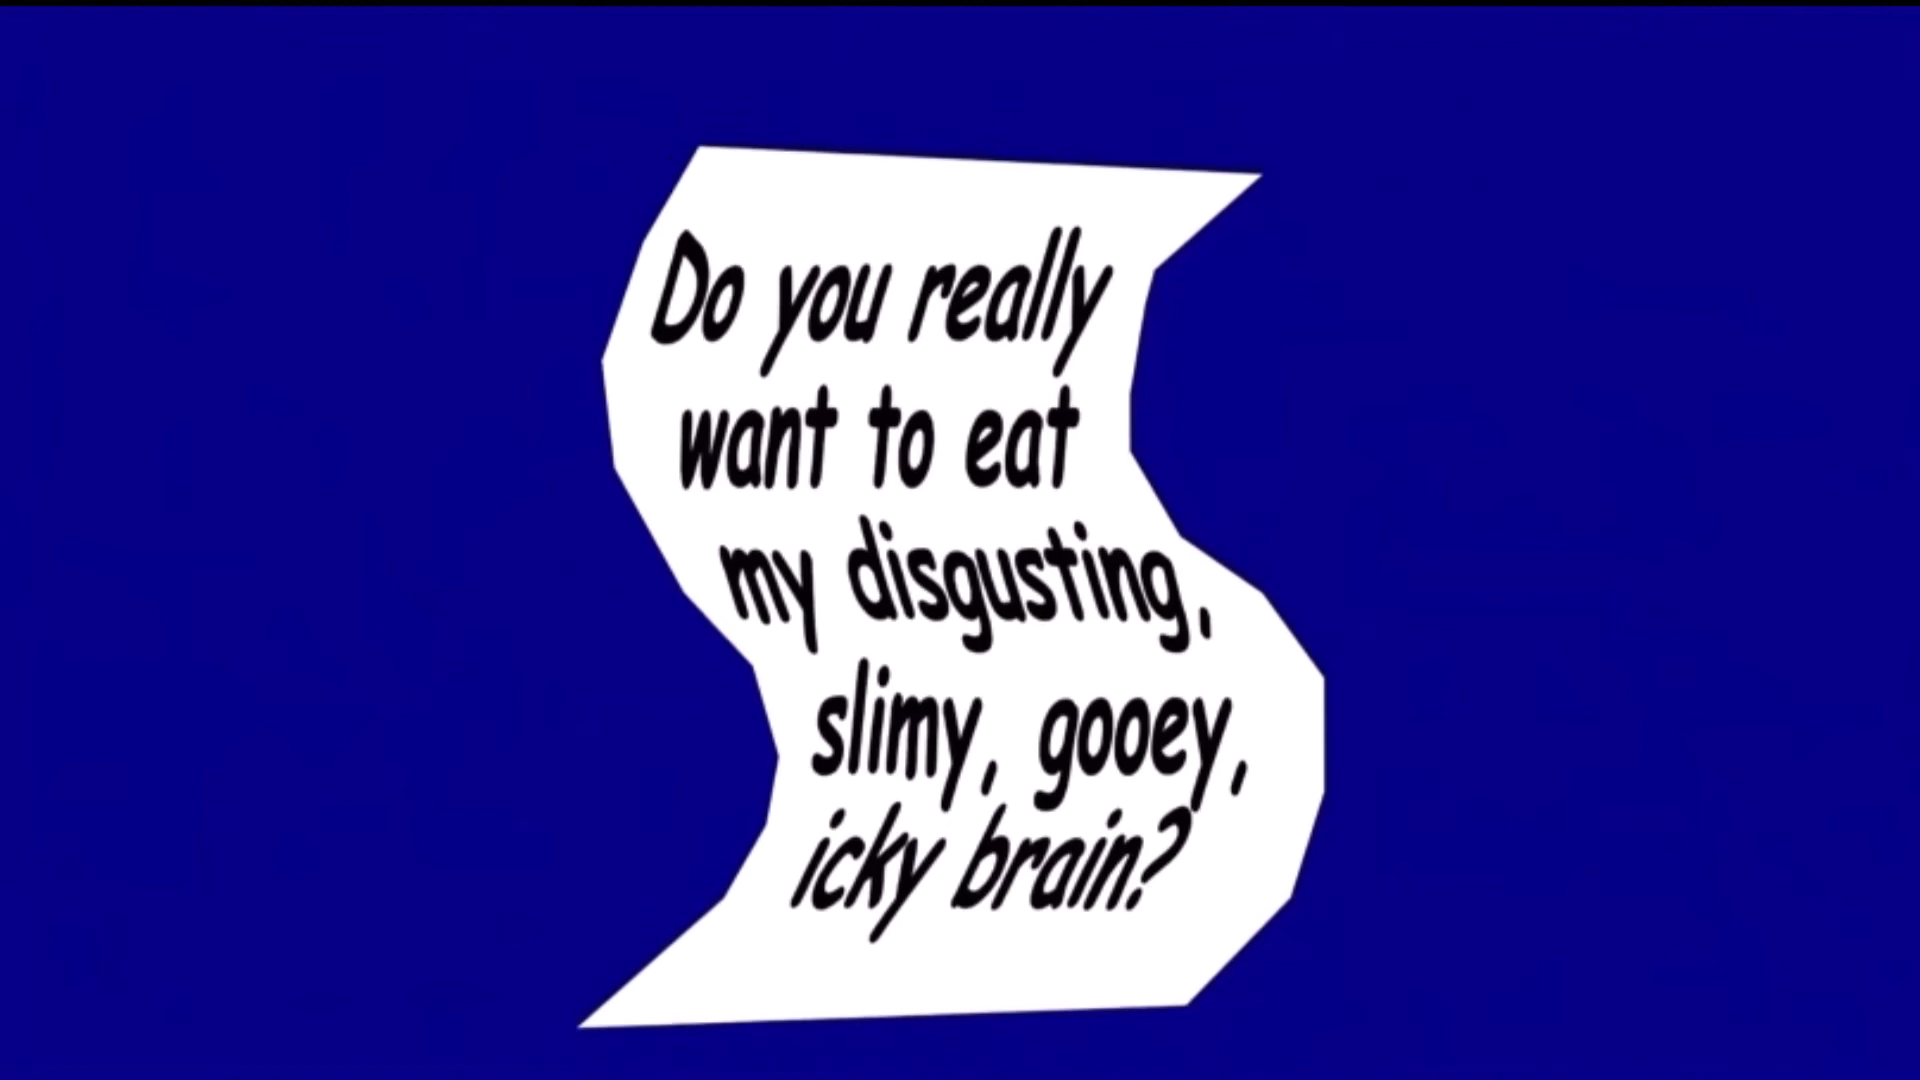 Do you really
want to eat
my disgusting,
slimy, gooey,
icky brain?